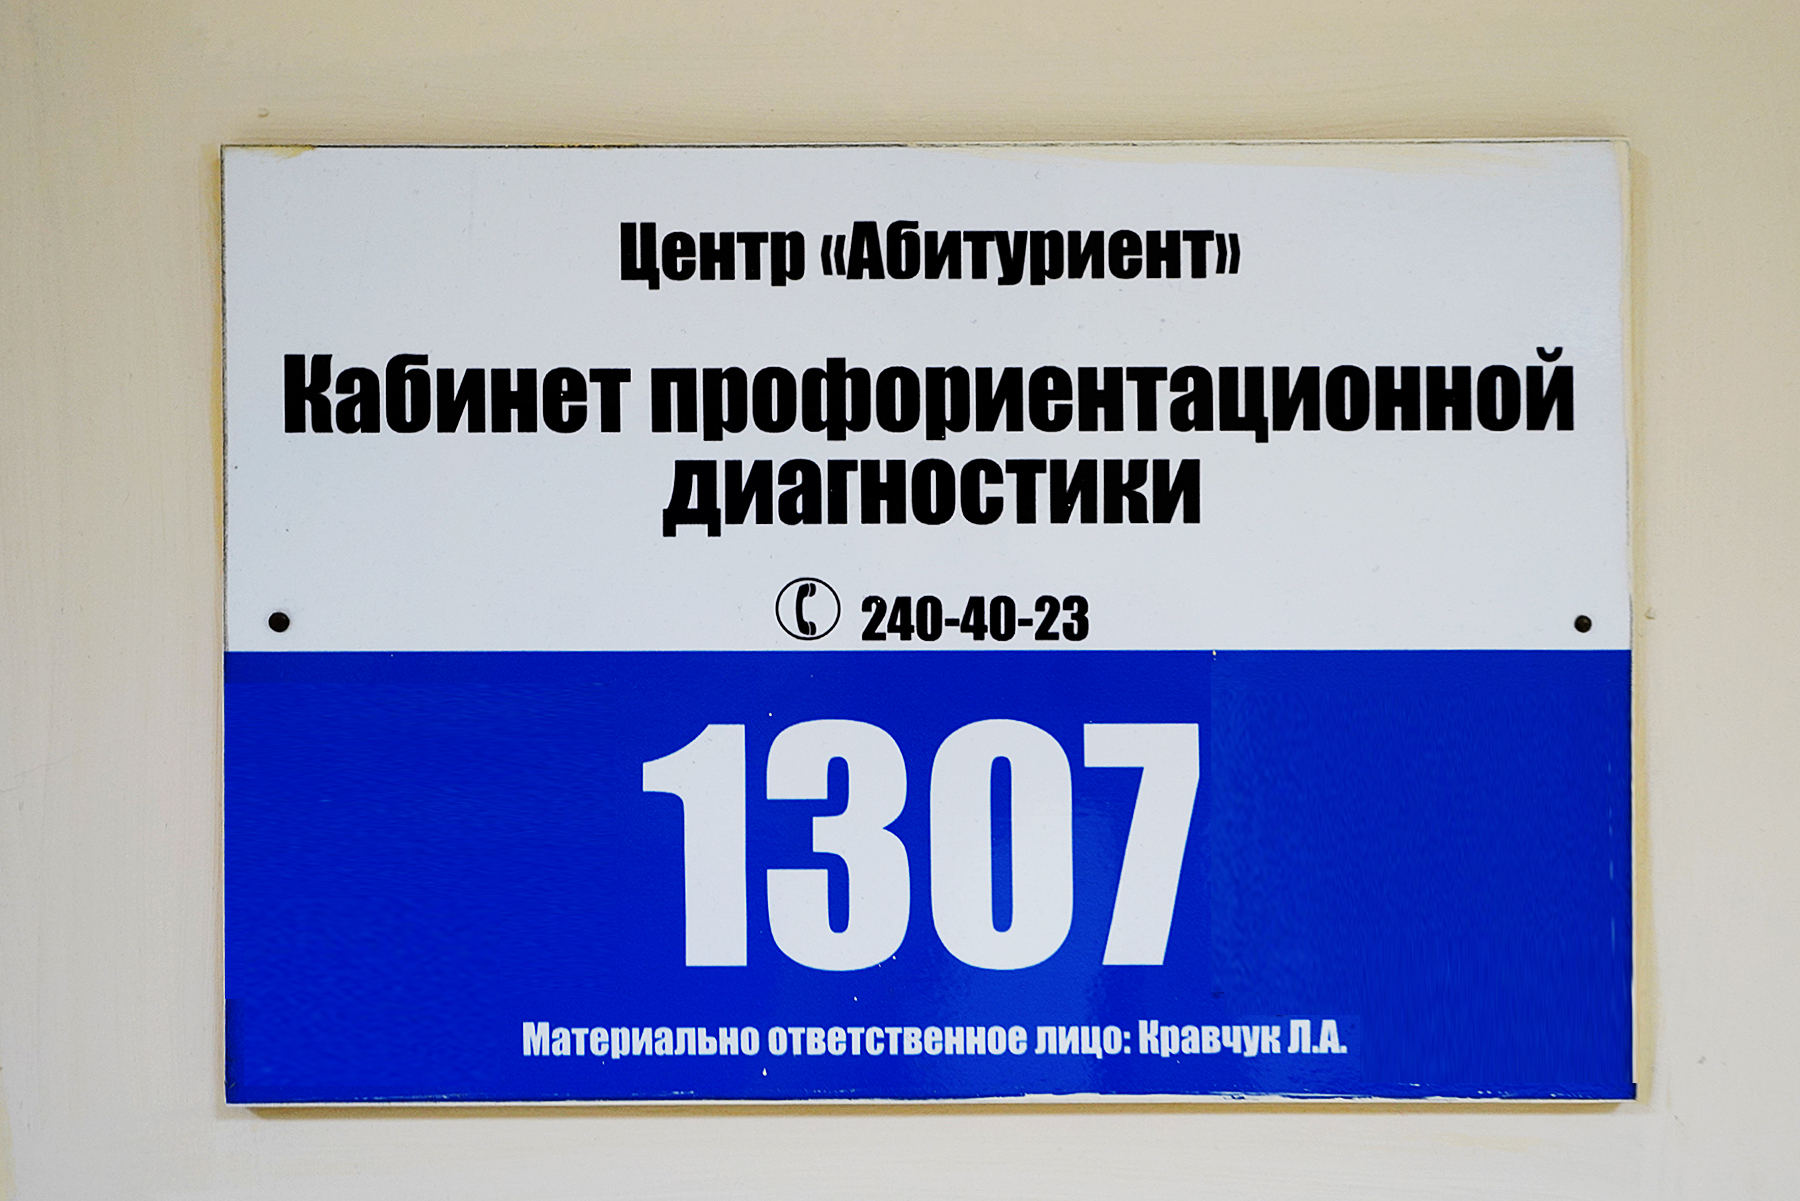 Центр «Абитуриент»
Кабинет профориентационной
диагностики
240-40-23
1307
Материально ответственное лицо: Кравчук Л.А.